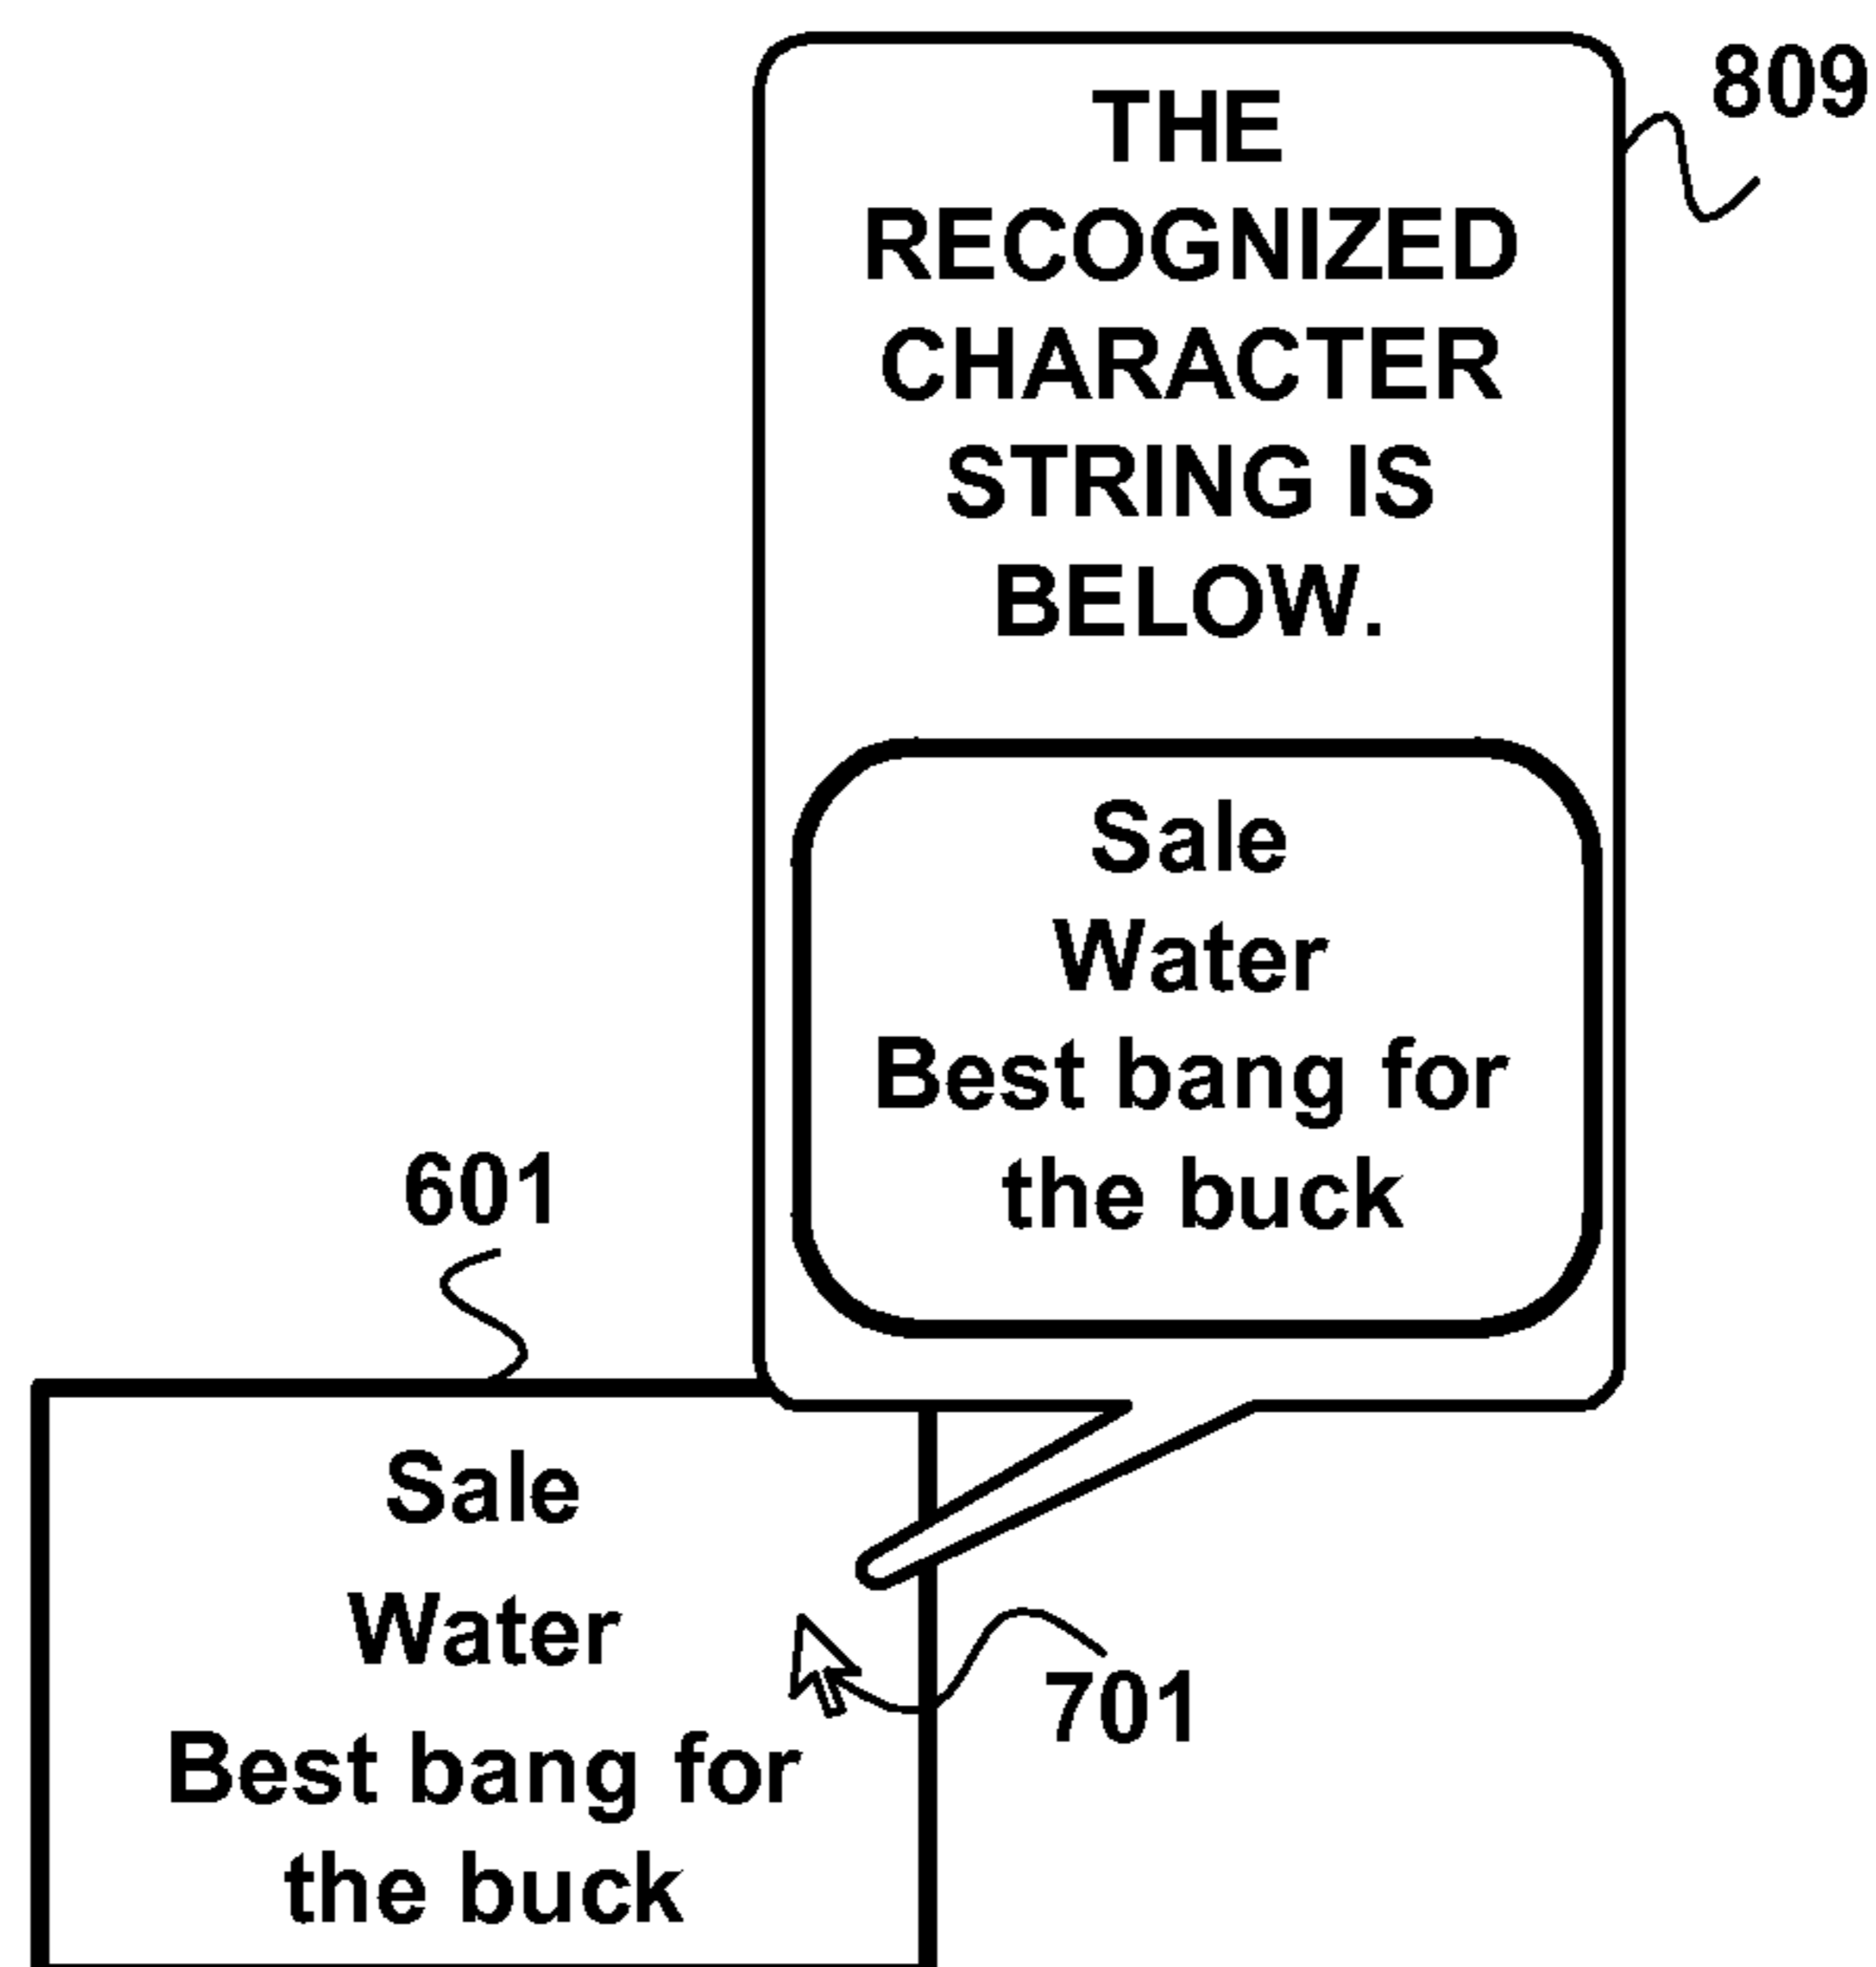 809
THE
RECOGNIZED
CHARACTER
STRING IS
BELOW.
Sale
Water
Best bang for
the buck
601
Sale
Water
701
Best bang for
the buck